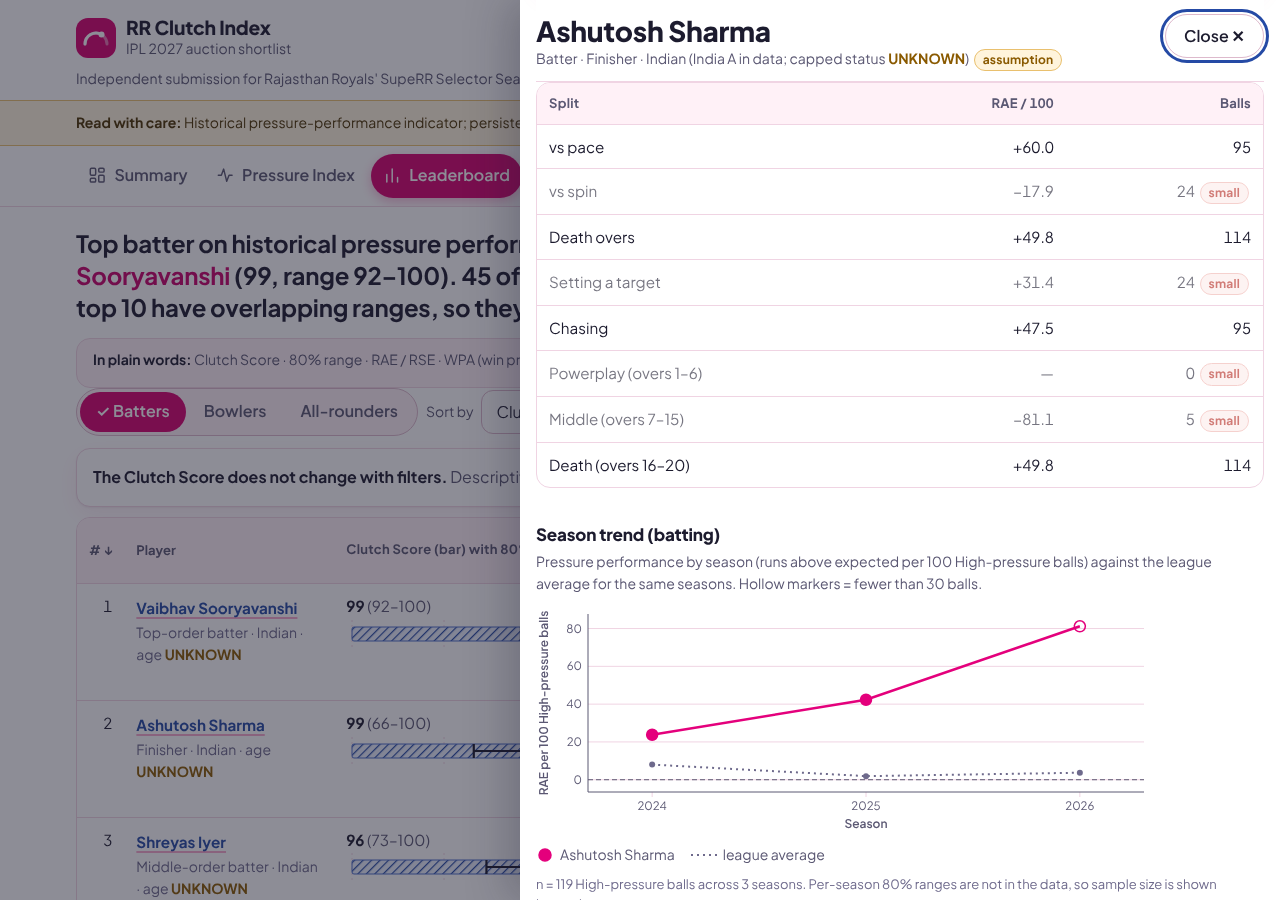 RR Clutch Index
IPL 2027 auction shortlist
Independent submission for Rajasthan Royals' SupeRR Selector
Read with care: Historical pressure-performance indicator;
Summary
Pressure Index
Leaderboard
Top batter on historical pressure
Sooryavanshi (99, range 92–100). 45 of
top 10 have overlapping ranges, so they
In plain words: Clutch Score · 80% range · RAE / RSE · WPA (win
✓ Batters
Bowlers
All-rounders
Sort by
The Clutch Score does not change with filters.
# ↓
Player
Clutch Score (bar) with
1
Vaibhav Sooryavanshi
Top-order batter · Indian ·
age UNKNOWN
99 (92–100)
2
Ashutosh Sharma
Finisher · Indian · age
UNKNOWN
99 (66–100)
3
Shreyas Iyer
Middle-order batter · Indian
· age UNKNOWN
96 (73–100)
Ashutosh Sharma
Batter · Finisher · Indian (India A in data; capped status UNKNOWN) assumption
Close ✕
Split RAE / 100 Balls
vs pace +60.0 95
vs spin −17.9 24 small
Death overs +49.8 114
Setting a target +31.4 24 small
Chasing +47.5 95
Powerplay (overs 1–6) — 0 small
Middle (overs 7–15) −81.1 5 small
Death (overs 16–20) +49.8 114
Season trend (batting)
Pressure performance by season (runs above expected per 100 High-pressure balls) against the league
average for the same seasons. Hollow markers = fewer than 30 balls.
RAE per 100 High-pressure balls
80
60
40
20
0
2024
2025
2026
Season
Ashutosh Sharma
league average
n = 119 High-pressure balls across 3 seasons. Per-season 80% ranges are not in the data, so sample size is shown